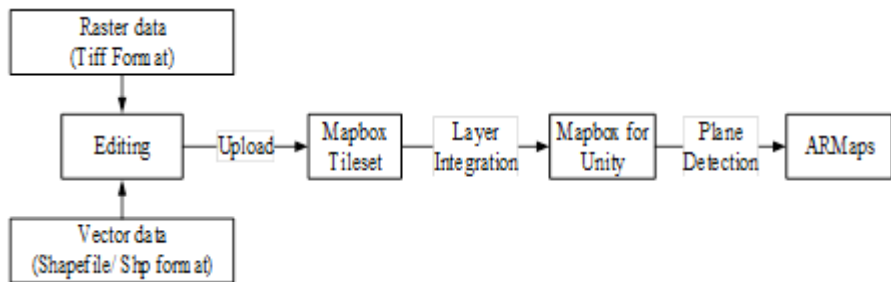 Raster data
(Tiff Format)
Editing
Upload
Mapbox
Tileset
Layer
Integration
Mapbox for
Unity
Plane
Detection
ARMaps
Vector data
(Shapefile/ Shp format)